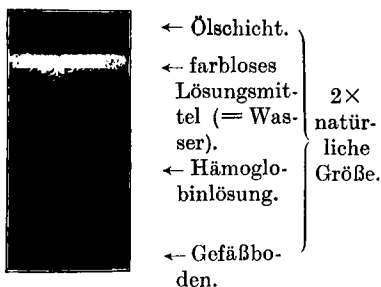 ← Ölschicht.
← farbloses
Lösungsmit-
tel (= Was-
ser).
← Hämoglo-
binlösung.
← Gefäßbo-
den.
2×
natür-
liche
Größe.